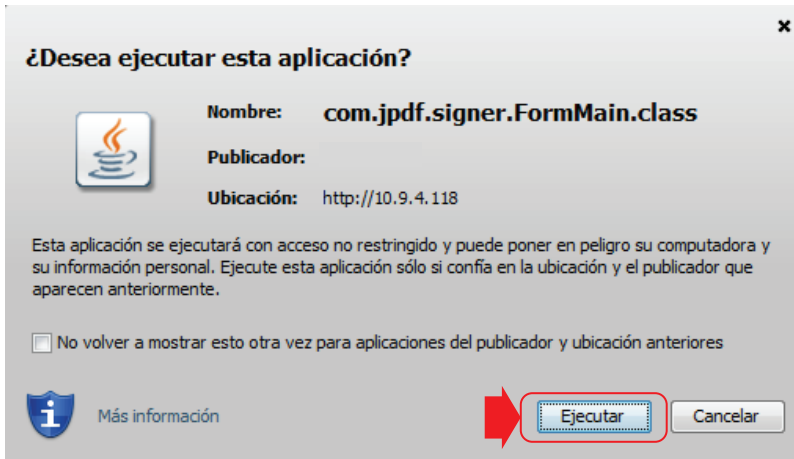 ¿Desea ejecutar esta aplicación?
Nombre: com.jpdf.signer.FormMain.class
Publicador:
Ubicación: http://10.9.4.118
Esta aplicación se ejecutará con acceso no restringido y puede poner en peligro su computadora y
su información personal. Ejecute esta aplicación sólo si confía en la ubicación y el publicador que
aparecen anteriormente.
No volver a mostrar esto otra vez para aplicaciones del publicador y ubicación anteriores
Más información
Ejecutar
Cancelar